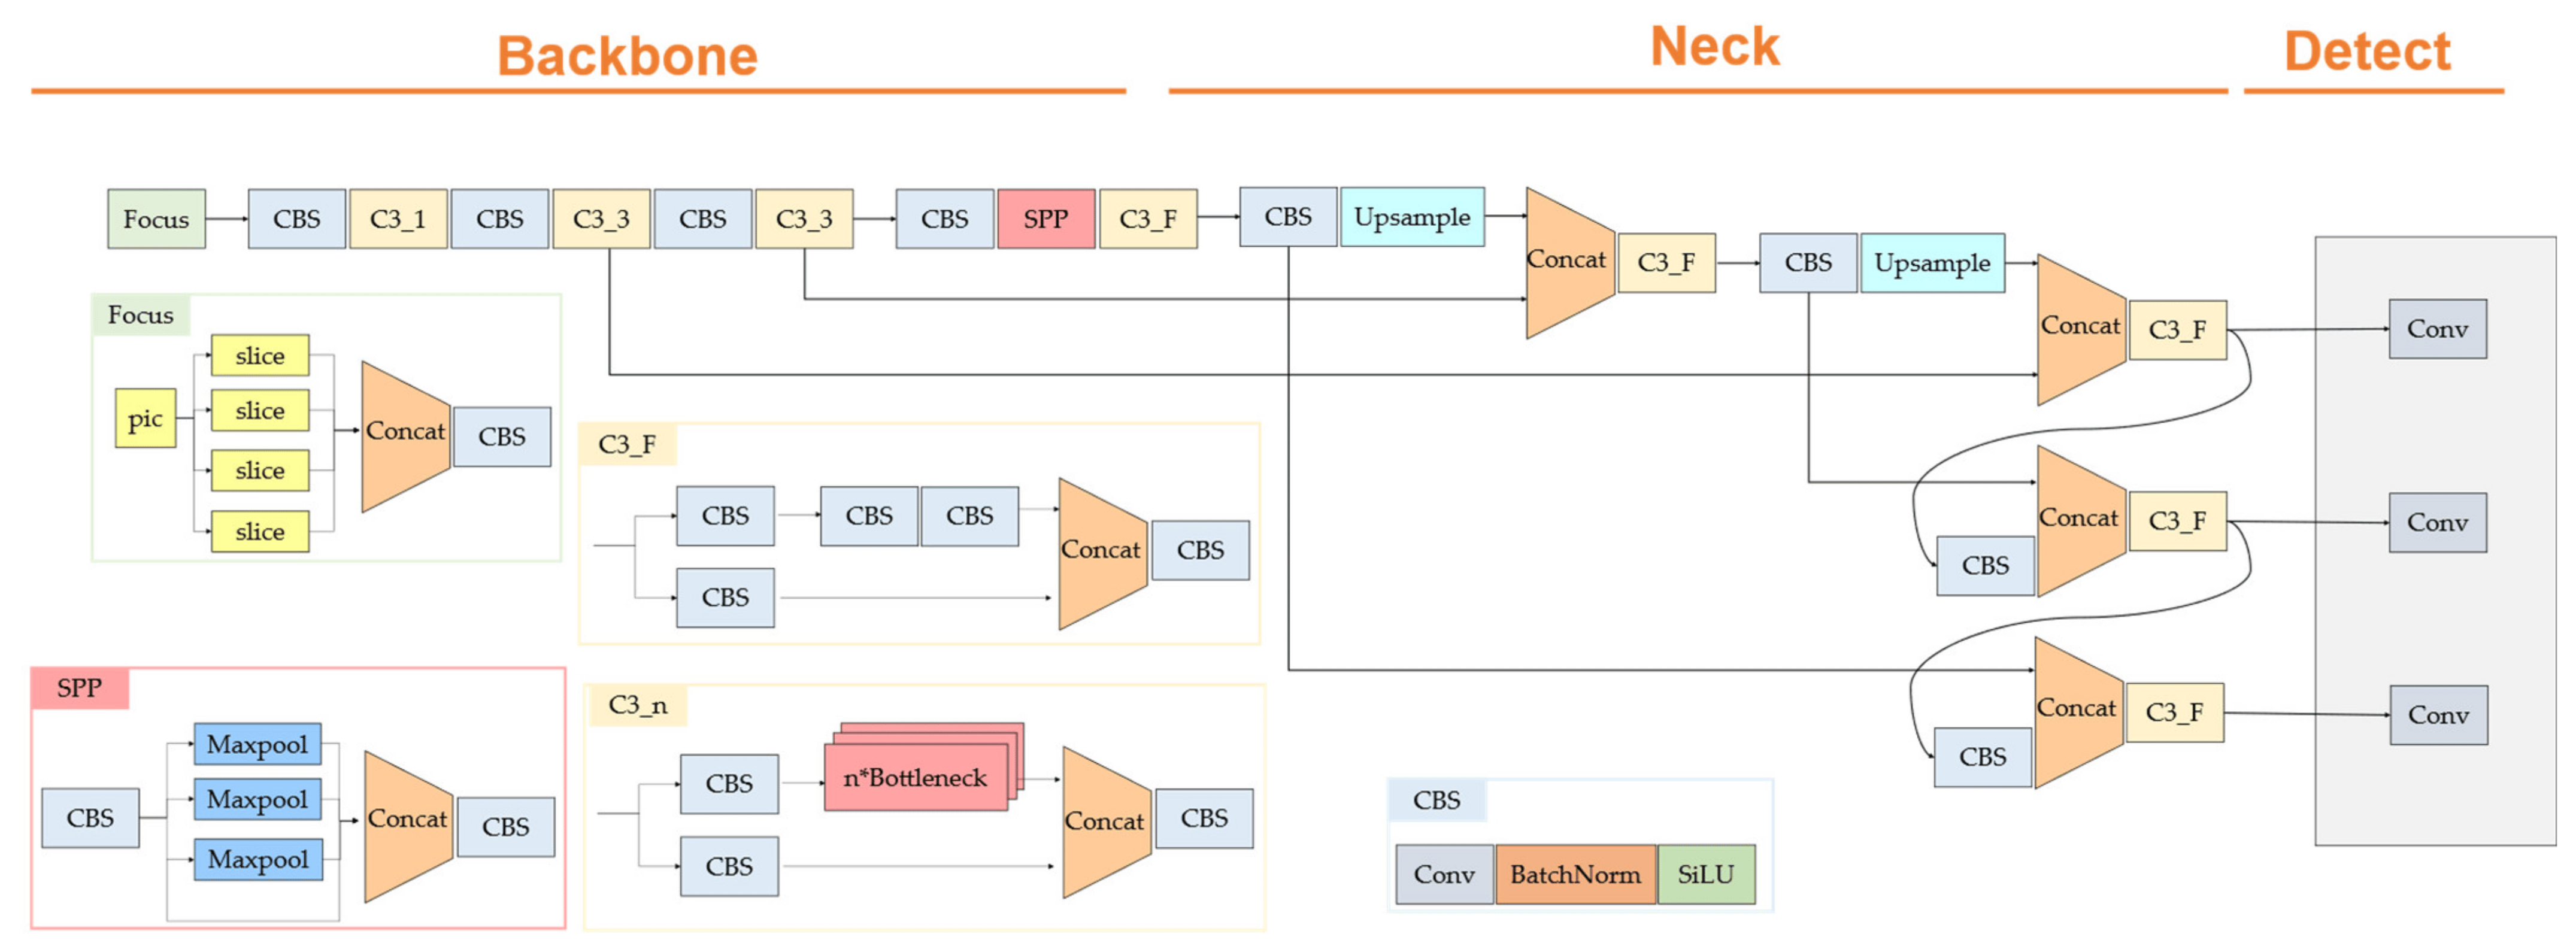 Backbone Neck Detect
Focus CBS C3_1 CBS C3_3 CBS C3_3 CBS SPP C3_F CBS Upsample
Concat C3_F CBS Upsample
Concat C3_F Conv
Concat C3_F Conv
CBS
Concat C3_F Conv
CBS
Focus
pic
slice
slice
slice
slice
Concat CBS
C3_F
CBS CBS CBS
CBS
Concat CBS
SPP
CBS
Maxpool
Maxpool
Maxpool
Concat CBS
C3_n
CBS n*Bottleneck
CBS
Concat CBS
CBS
Conv BatchNorm SiLU